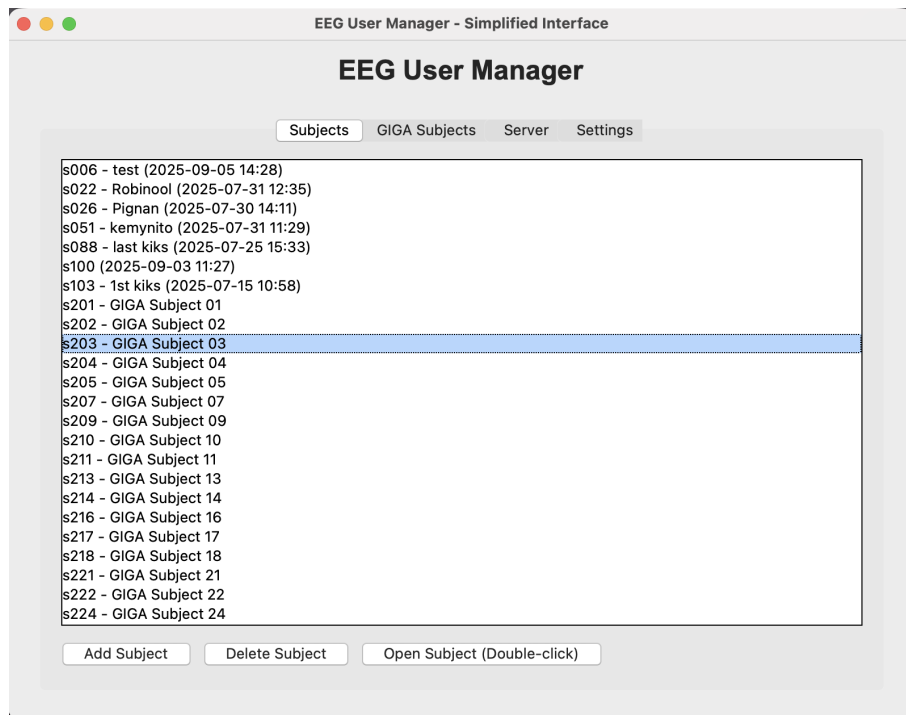 EEG User Manager - Simplified Interface
EEG User Manager
Subjects GIGA Subjects Server Settings
s006 - test (2025-09-05 14:28)
s022 - Robinool (2025-07-31 12:35)
s026 - Pignan (2025-07-30 14:11)
s051 - kemynito (2025-07-31 11:29)
s088 - last kiks (2025-07-25 15:33)
s100 (2025-09-03 11:27)
s103 - 1st kiks (2025-07-15 10:58)
s201 - GIGA Subject 01
s202 - GIGA Subject 02
s203 - GIGA Subject 03
s204 - GIGA Subject 04
s205 - GIGA Subject 05
s207 - GIGA Subject 07
s209 - GIGA Subject 09
s210 - GIGA Subject 10
s211 - GIGA Subject 11
s213 - GIGA Subject 13
s214 - GIGA Subject 14
s216 - GIGA Subject 16
s217 - GIGA Subject 17
s218 - GIGA Subject 18
s221 - GIGA Subject 21
s222 - GIGA Subject 22
s224 - GIGA Subject 24
Add Subject Delete Subject Open Subject (Double-click)